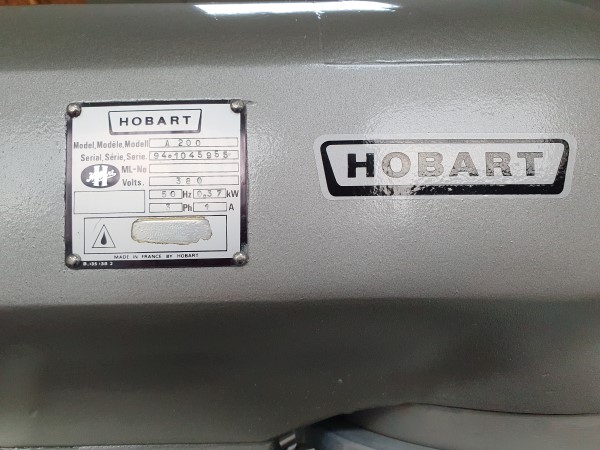 HOBART
Model, Modèle, Modell A 200
Serial, Série, Serie. 94-1045955
ML-No
Volts. 380
50 Hz 0,37 kW
3 Ph 1 A
MADE IN FRANCE BY HOBART
HOBART